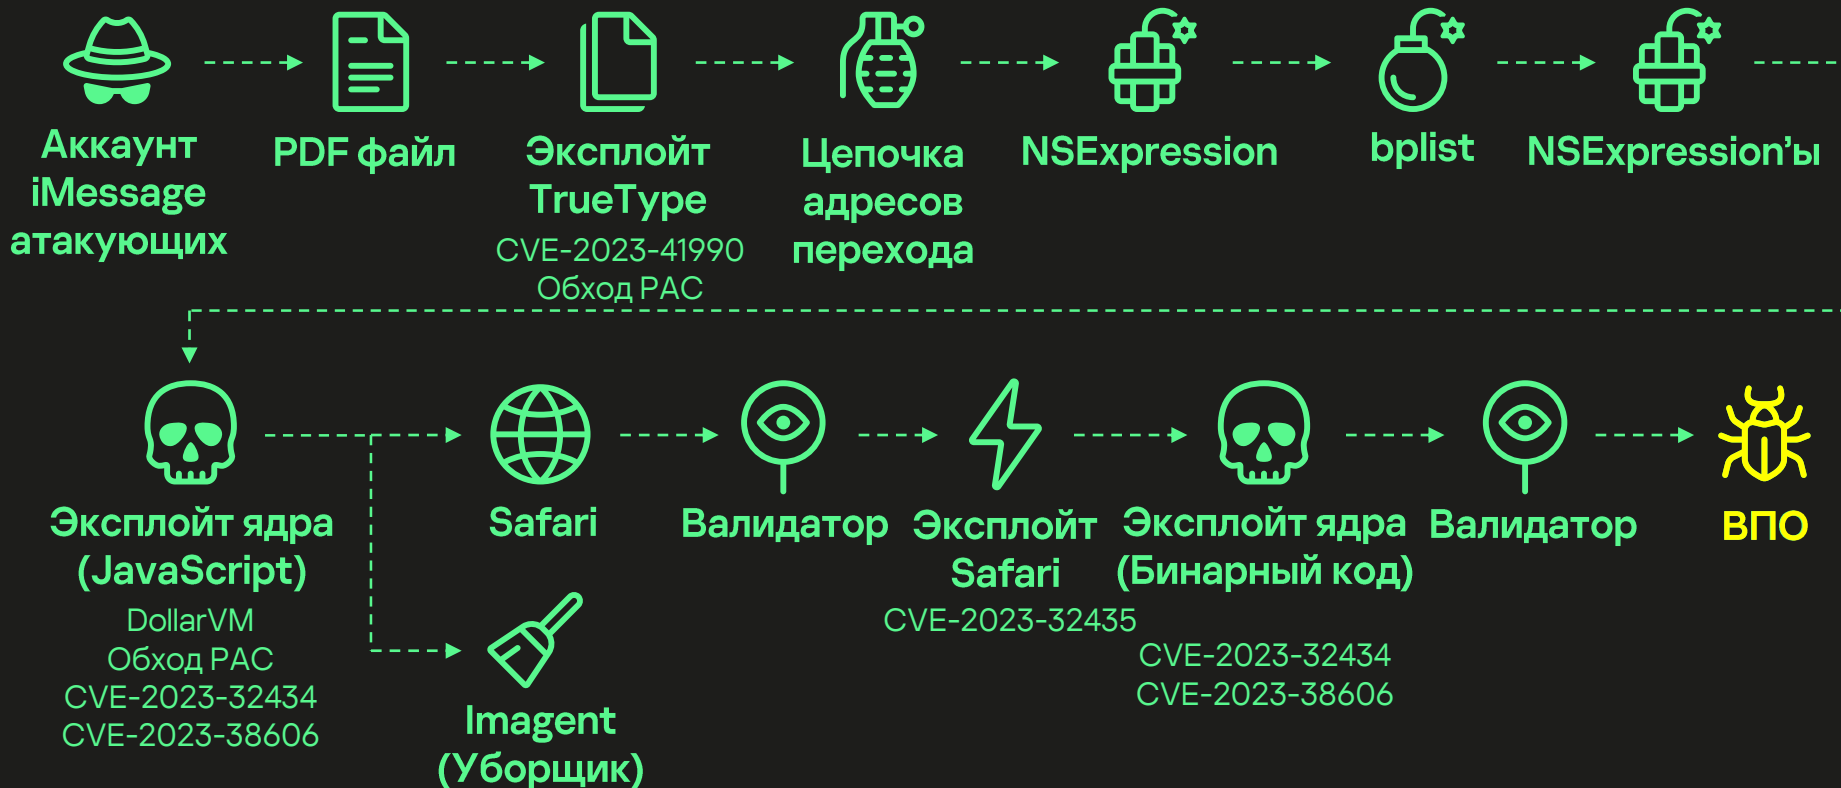 Аккаунт
iMessage
атакующих
PDF файл
Эксплойт
TrueType
CVE-2023-41990
Обход PAC
Цепочка
адресов
перехода
NSExpression
bplist
NSExpression’ы
Эксплойт ядра
(JavaScript)
DollarVM
Обход PAC
CVE-2023-32434
CVE-2023-38606
Safari
Imagent
(Уборщик)
Валидатор
Эксплойт
Safari
CVE-2023-32435
Эксплойт ядра
(Бинарный код)
CVE-2023-32434
CVE-2023-38606
Валидатор
ВПО